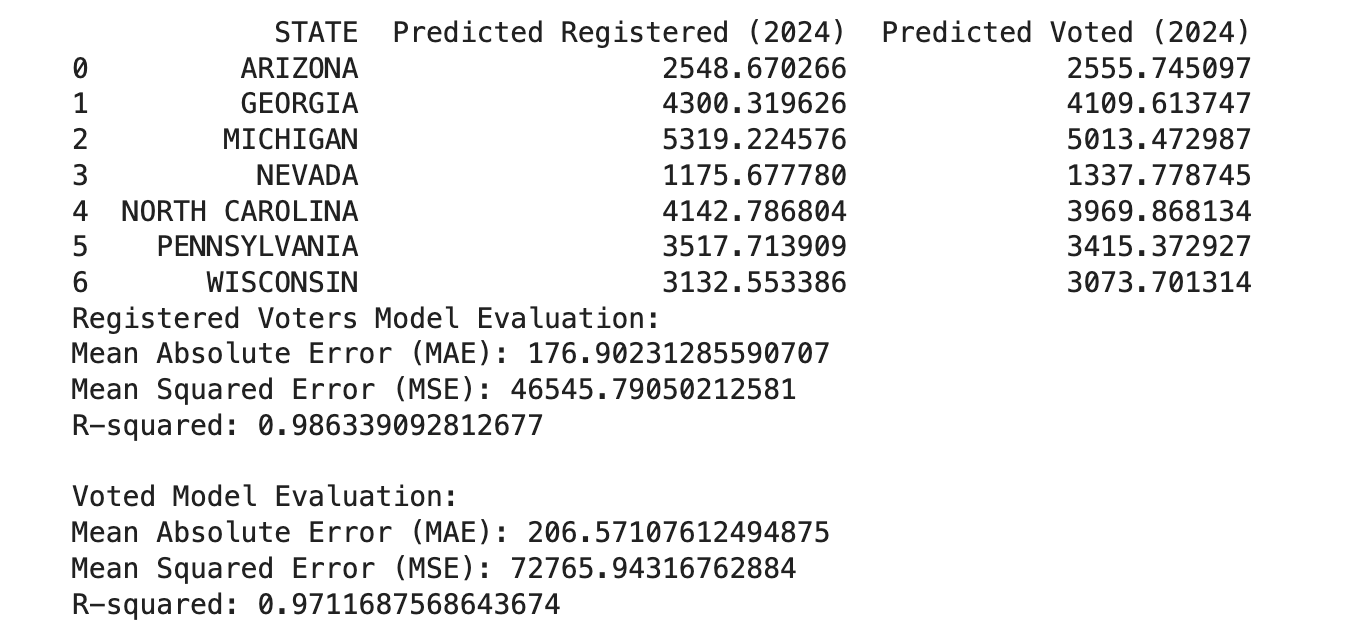 STATE  Predicted Registered (2024)  Predicted Voted (2024)
0         ARIZONA                  2548.670266             2555.745097
1         GEORGIA                  4300.319626             4109.613747
2        MICHIGAN                  5319.224576             5013.472987
3          NEVADA                  1175.677780             1337.778745
4  NORTH CAROLINA                  4142.786804             3969.868134
5    PENNSYLVANIA                  3517.713909             3415.372927
6       WISCONSIN                  3132.553386             3073.701314
Registered Voters Model Evaluation:
Mean Absolute Error (MAE): 176.90231285590707
Mean Squared Error (MSE): 46545.79050212581
R-squared: 0.986339092812677
Voted Model Evaluation:
Mean Absolute Error (MAE): 206.57107612494875
Mean Squared Error (MSE): 72765.94316762884
R-squared: 0.9711687568643674